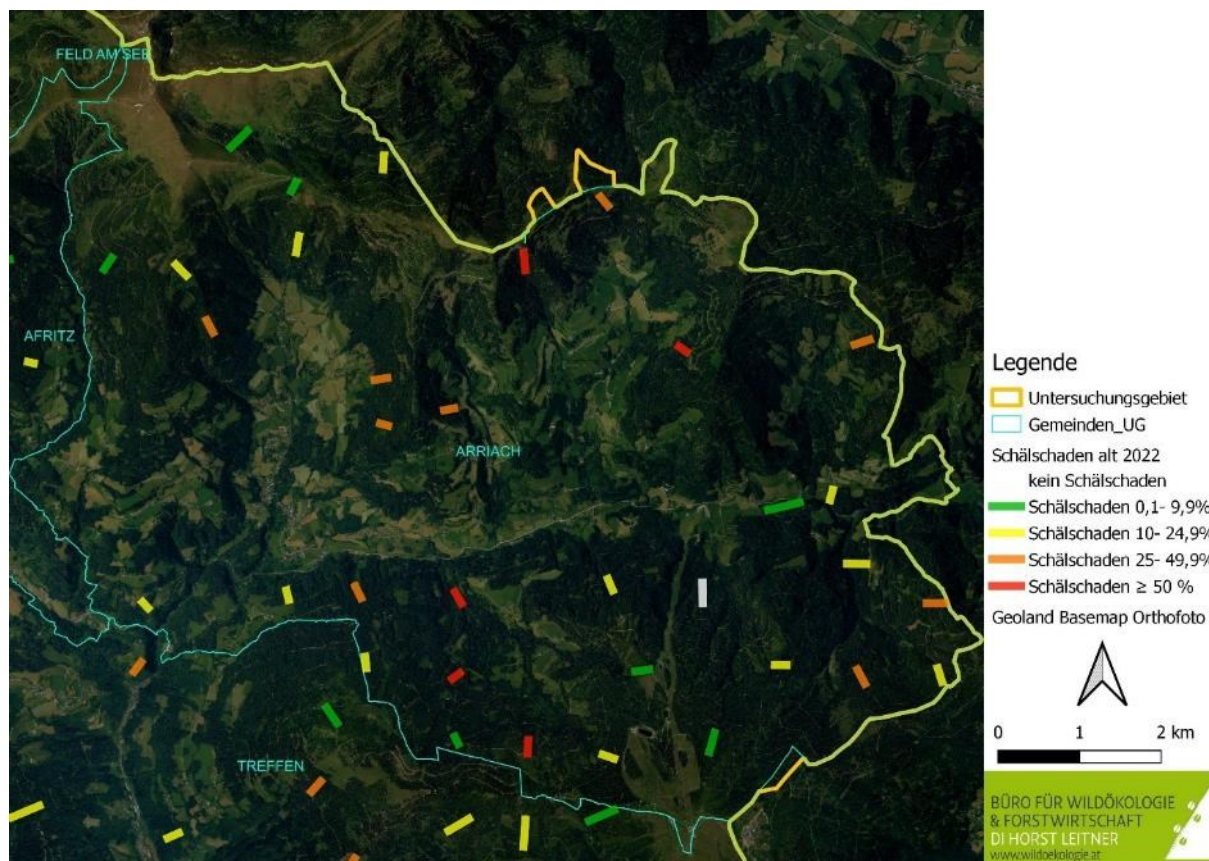 FELD AM SEE
AFRITZ
ARRIACH
TREFFEN
Legende
Untersuchungsgebiet
Gemeinden_UG
Schälschaden alt 2022
kein Schälschaden
Schälschaden 0,1- 9,9%
Schälschaden 10- 24,9%
Schälschaden 25- 49,9%
Schälschaden ≥ 50 %
Geoland Basemap Orthofoto
0 1 2 km
BÜRO FÜR WILDÖKOLOGIE
& FORSTWIRTSCHAFT
DI HORST LEITNER
www.wildoekologie.at